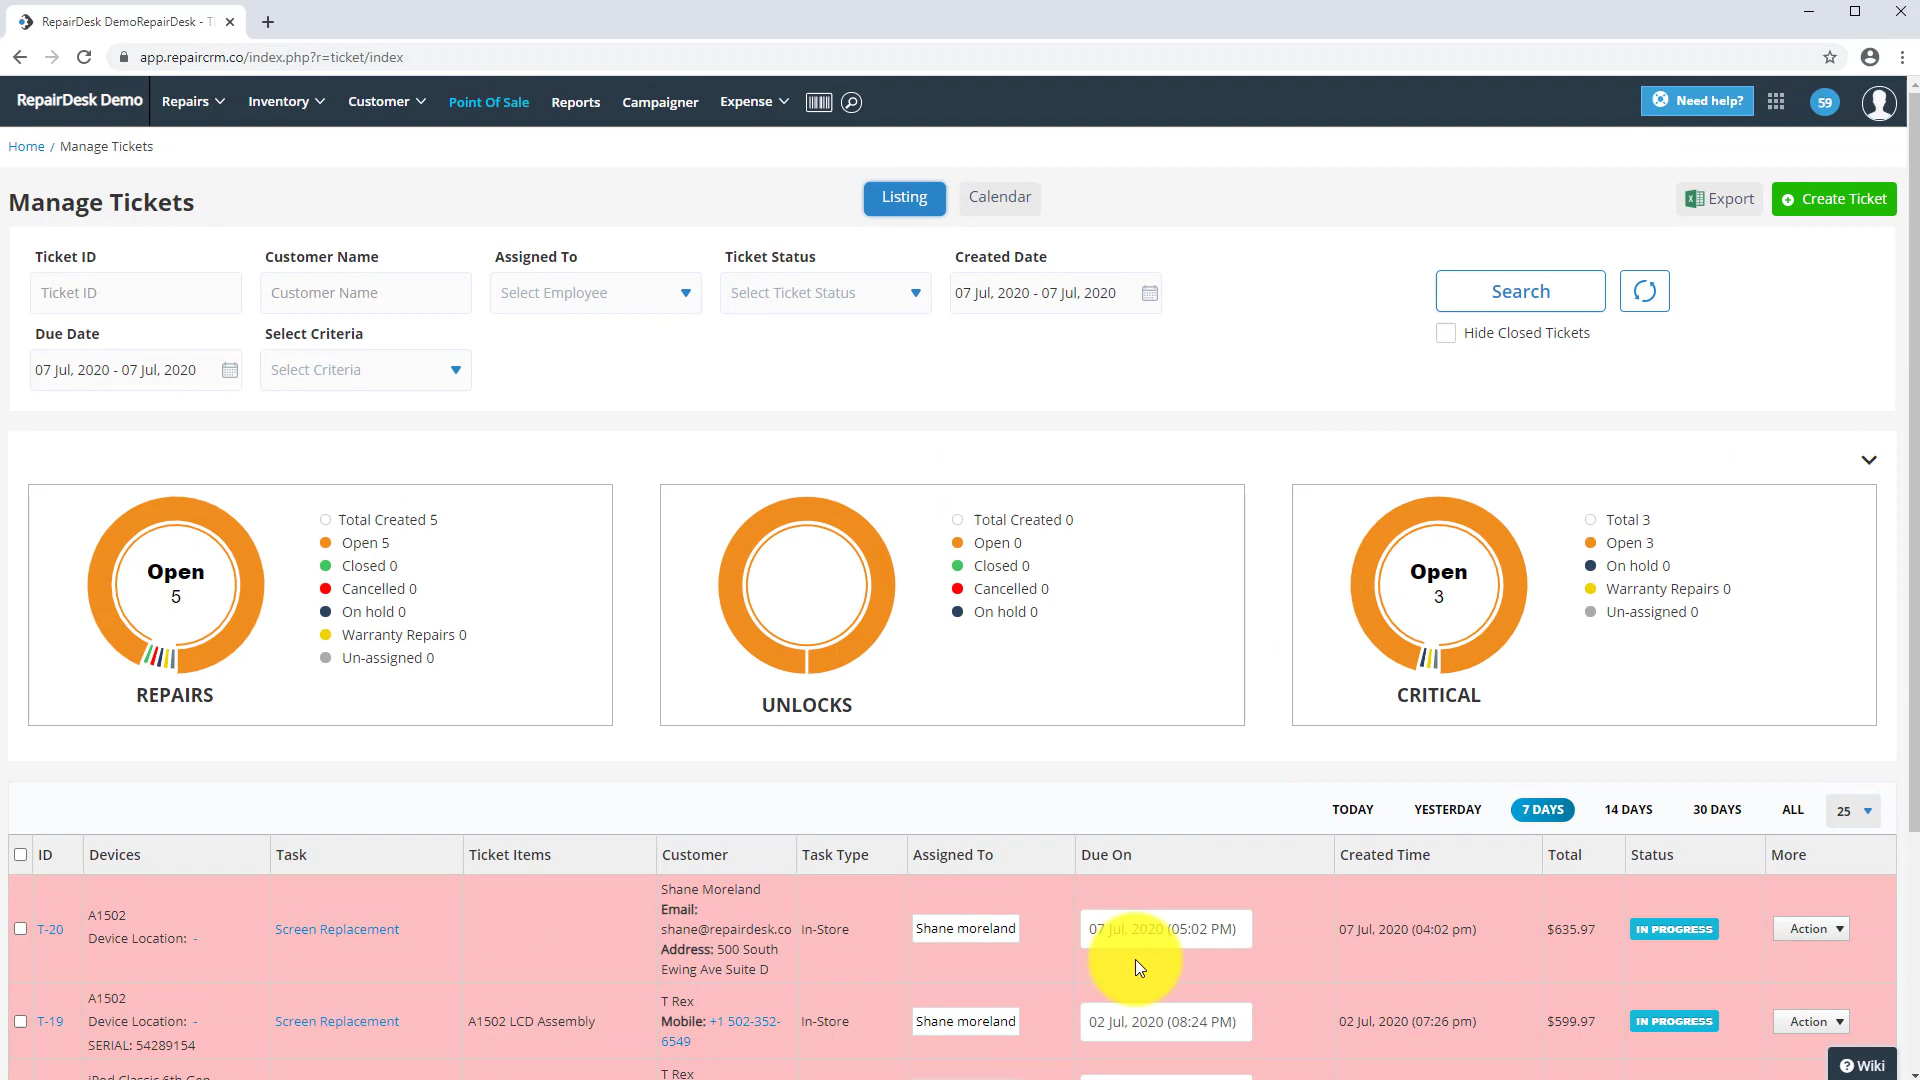 RepairDesk DemoRepairDesk - Ti
app.repaircrm.co/index.php?r=ticket/index
RepairDesk Demo Repairs Inventory Customer Point Of Sale Reports Campaigner Expense Need help? 59
Home / Manage Tickets
Manage Tickets Listing Calendar Export Create Ticket
Ticket ID Customer Name Assigned To Ticket Status Created Date
Ticket ID Customer Name Select Employee Select Ticket Status 07 Jul, 2020 - 07 Jul, 2020 Search
Due Date Select Criteria Hide Closed Tickets
07 Jul, 2020 - 07 Jul, 2020 Select Criteria
Open
5
REPAIRS
Total Created 5
Open 5
Closed 0
Cancelled 0
On hold 0
Warranty Repairs 0
Un-assigned 0
UNLOCKS
Total Created 0
Open 0
Closed 0
Cancelled 0
On hold 0
Open
3
CRITICAL
Total 3
Open 3
On hold 0
Warranty Repairs 0
Un-assigned 0
TODAY YESTERDAY 7 DAYS 14 DAYS 30 DAYS ALL 25
ID Devices Task Ticket Items Customer Task Type Assigned To Due On Created Time Total Status More
T-20
A1502
Device Location: -
Screen Replacement
Shane Moreland
Email:
shane@repairdesk.co
Address: 500 South
Ewing Ave Suite D
In-Store
Shane moreland
07 Jul, 2020 (05:02 PM)
07 Jul, 2020 (04:02 pm)
$635.97
IN PROGRESS
Action
T-19
A1502
Device Location: -
SERIAL: 54289154
Screen Replacement
A1502 LCD Assembly
T Rex
Mobile: +1 502-352-
6549
In-Store
Shane moreland
02 Jul, 2020 (08:24 PM)
02 Jul, 2020 (07:26 pm)
$599.97
IN PROGRESS
Action
iPod Classic 6th Gen
T Rex
Wiki